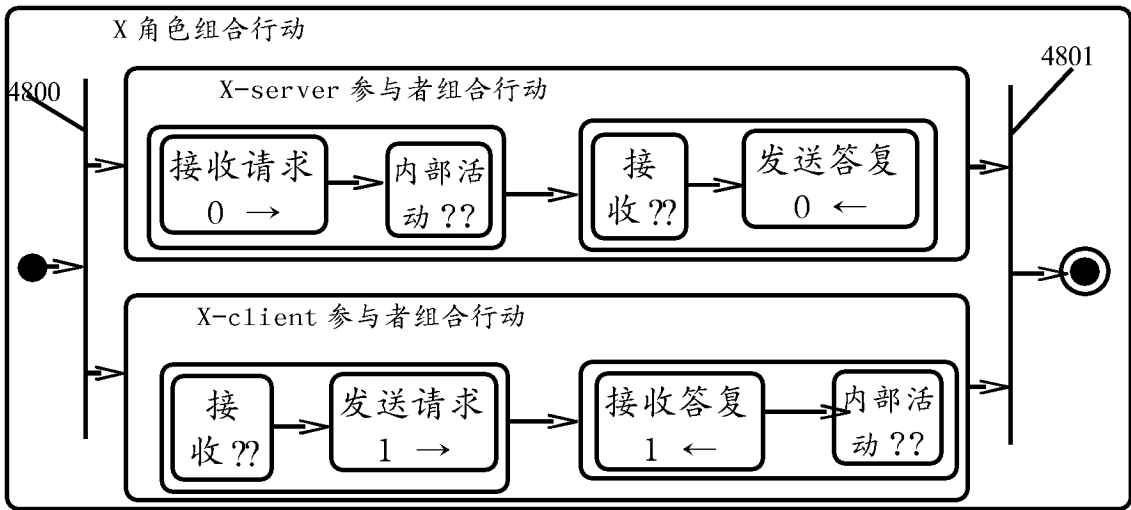 X 角色组合行动
4800
4801
X-server 参与者组合行动
接收请求
0 →
内部活
动??
接
收??
发送答复
0 ←
X-client 参与者组合行动
接
收??
发送请求
1 →
接收答复
1 ←
内部活
动??